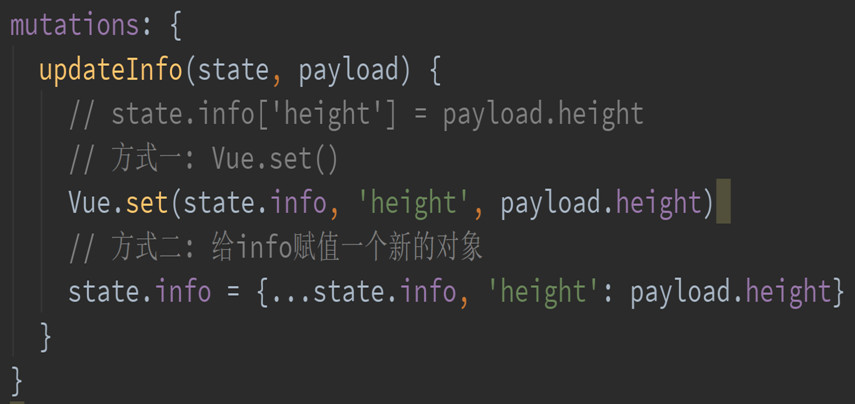 mutations: {
updateInfo(state, payload) {
// state.info['height'] = payload.height
// 方式一: Vue.set()
Vue.set(state.info, 'height', payload.height)
// 方式二: 给info赋值一个新的对象
state.info = {...state.info, 'height': payload.height}
}
}